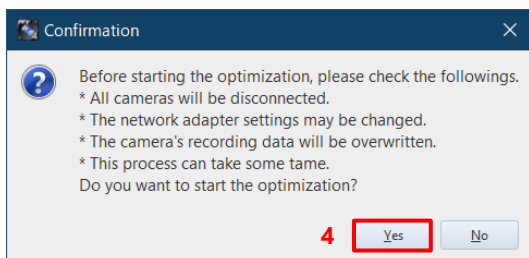 Confirmation
Before starting the optimization, please check the followings.
* All cameras will be disconnected.
* The network adapter settings may be changed.
* The camera's recording data will be overwritten.
* This process can take some tame.
Do you want to start the optimization?
4 Yes No